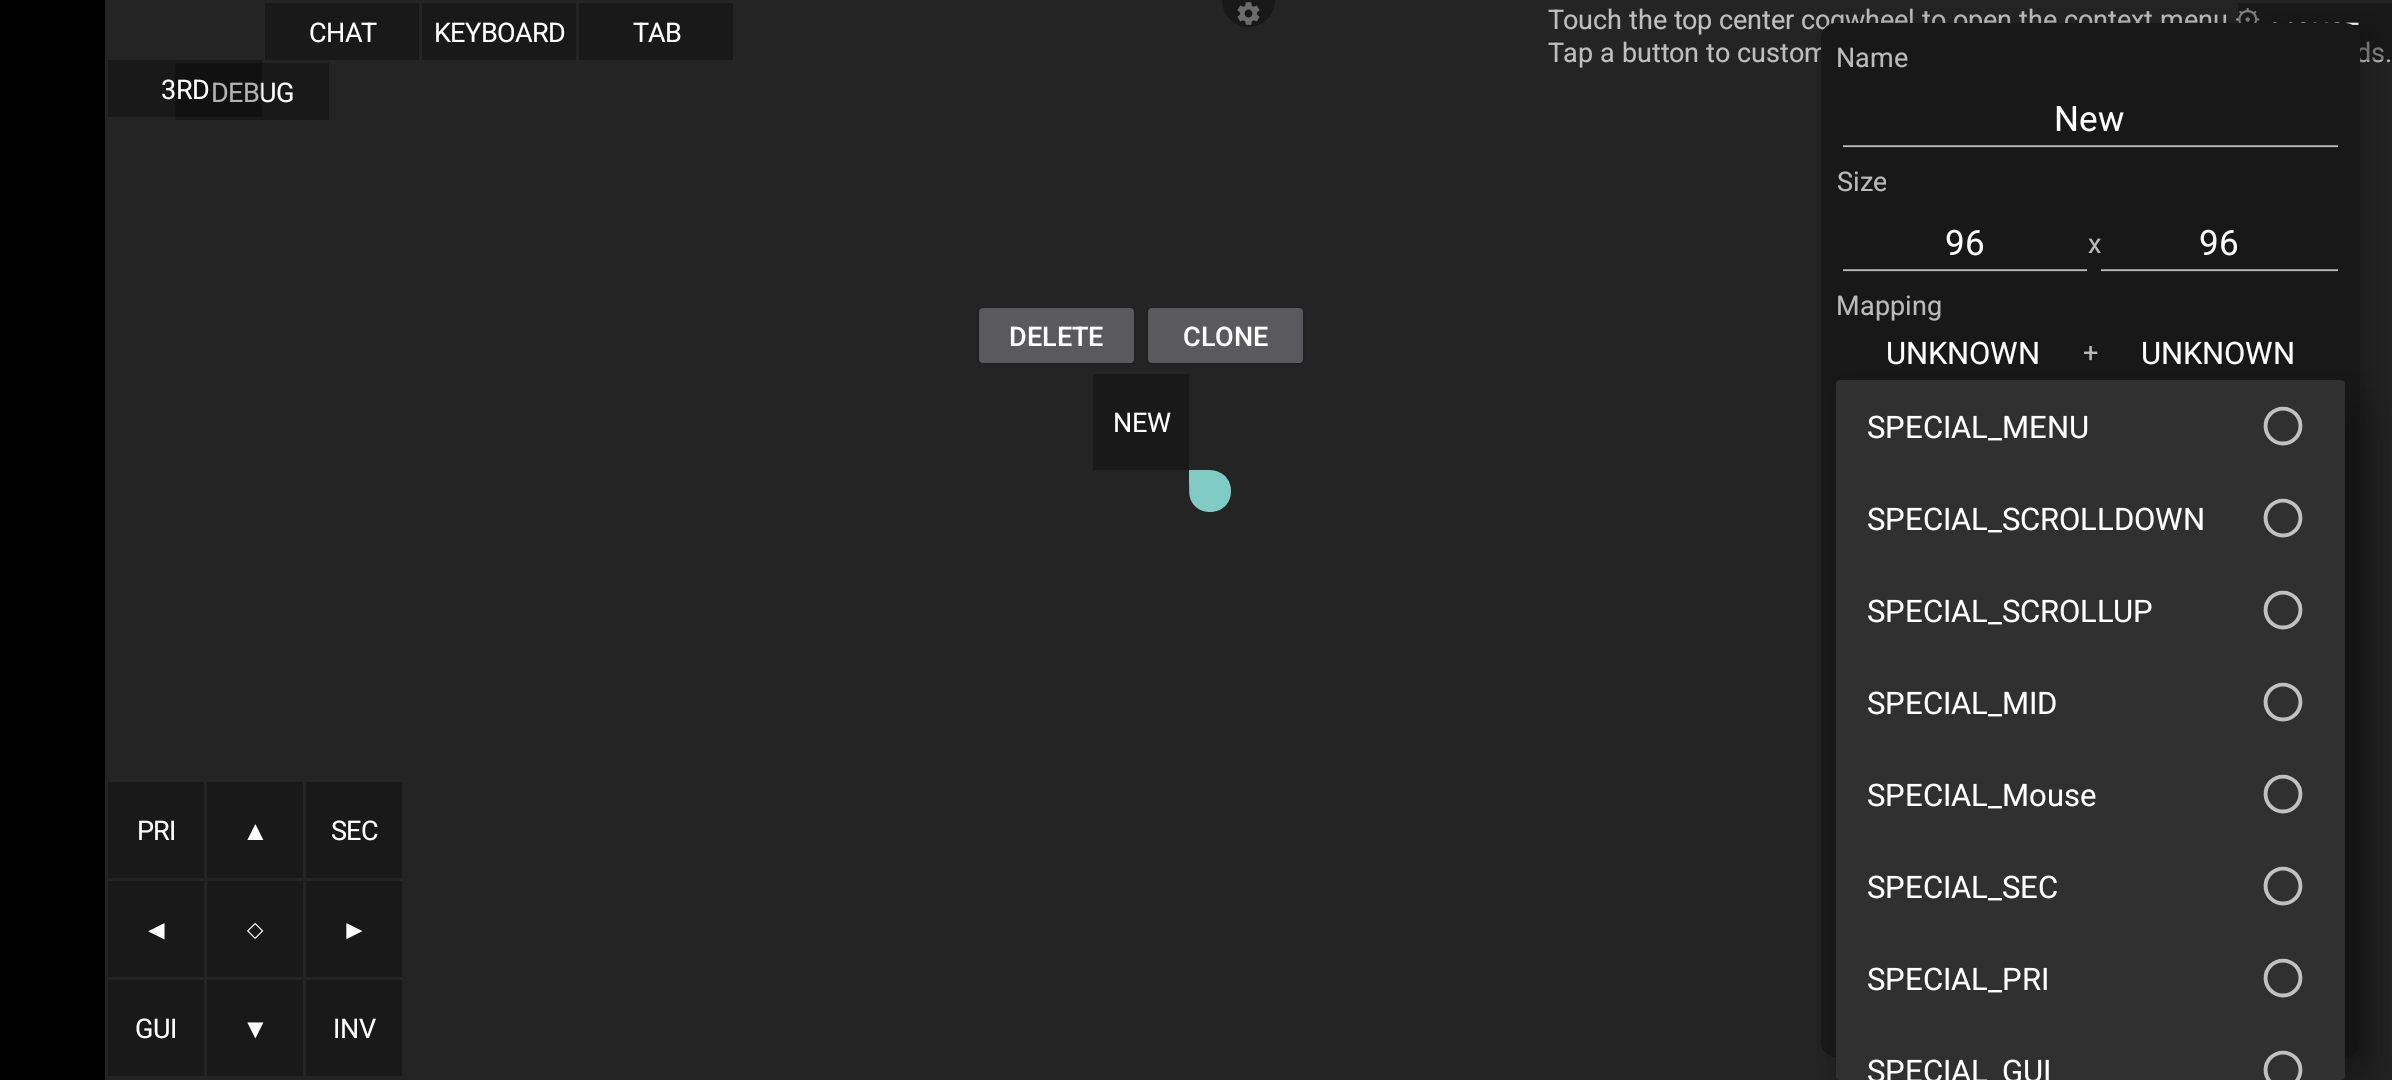 CHAT
KEYBOARD
TAB
3RD
DEBUG
Touch the top center cogwheel to open the context menu
Tap a button to custom
ds.
Name
New
Size
96 x 96
Mapping
UNKNOWN + UNKNOWN
DELETE
CLONE
NEW
SPECIAL_MENU
SPECIAL_SCROLLDOWN
SPECIAL_SCROLLUP
SPECIAL_MID
SPECIAL_Mouse
SPECIAL_SEC
SPECIAL_PRI
SPECIAL_GUI
PRI ▲ SEC
◀ ◇ ▶
GUI ▼ INV